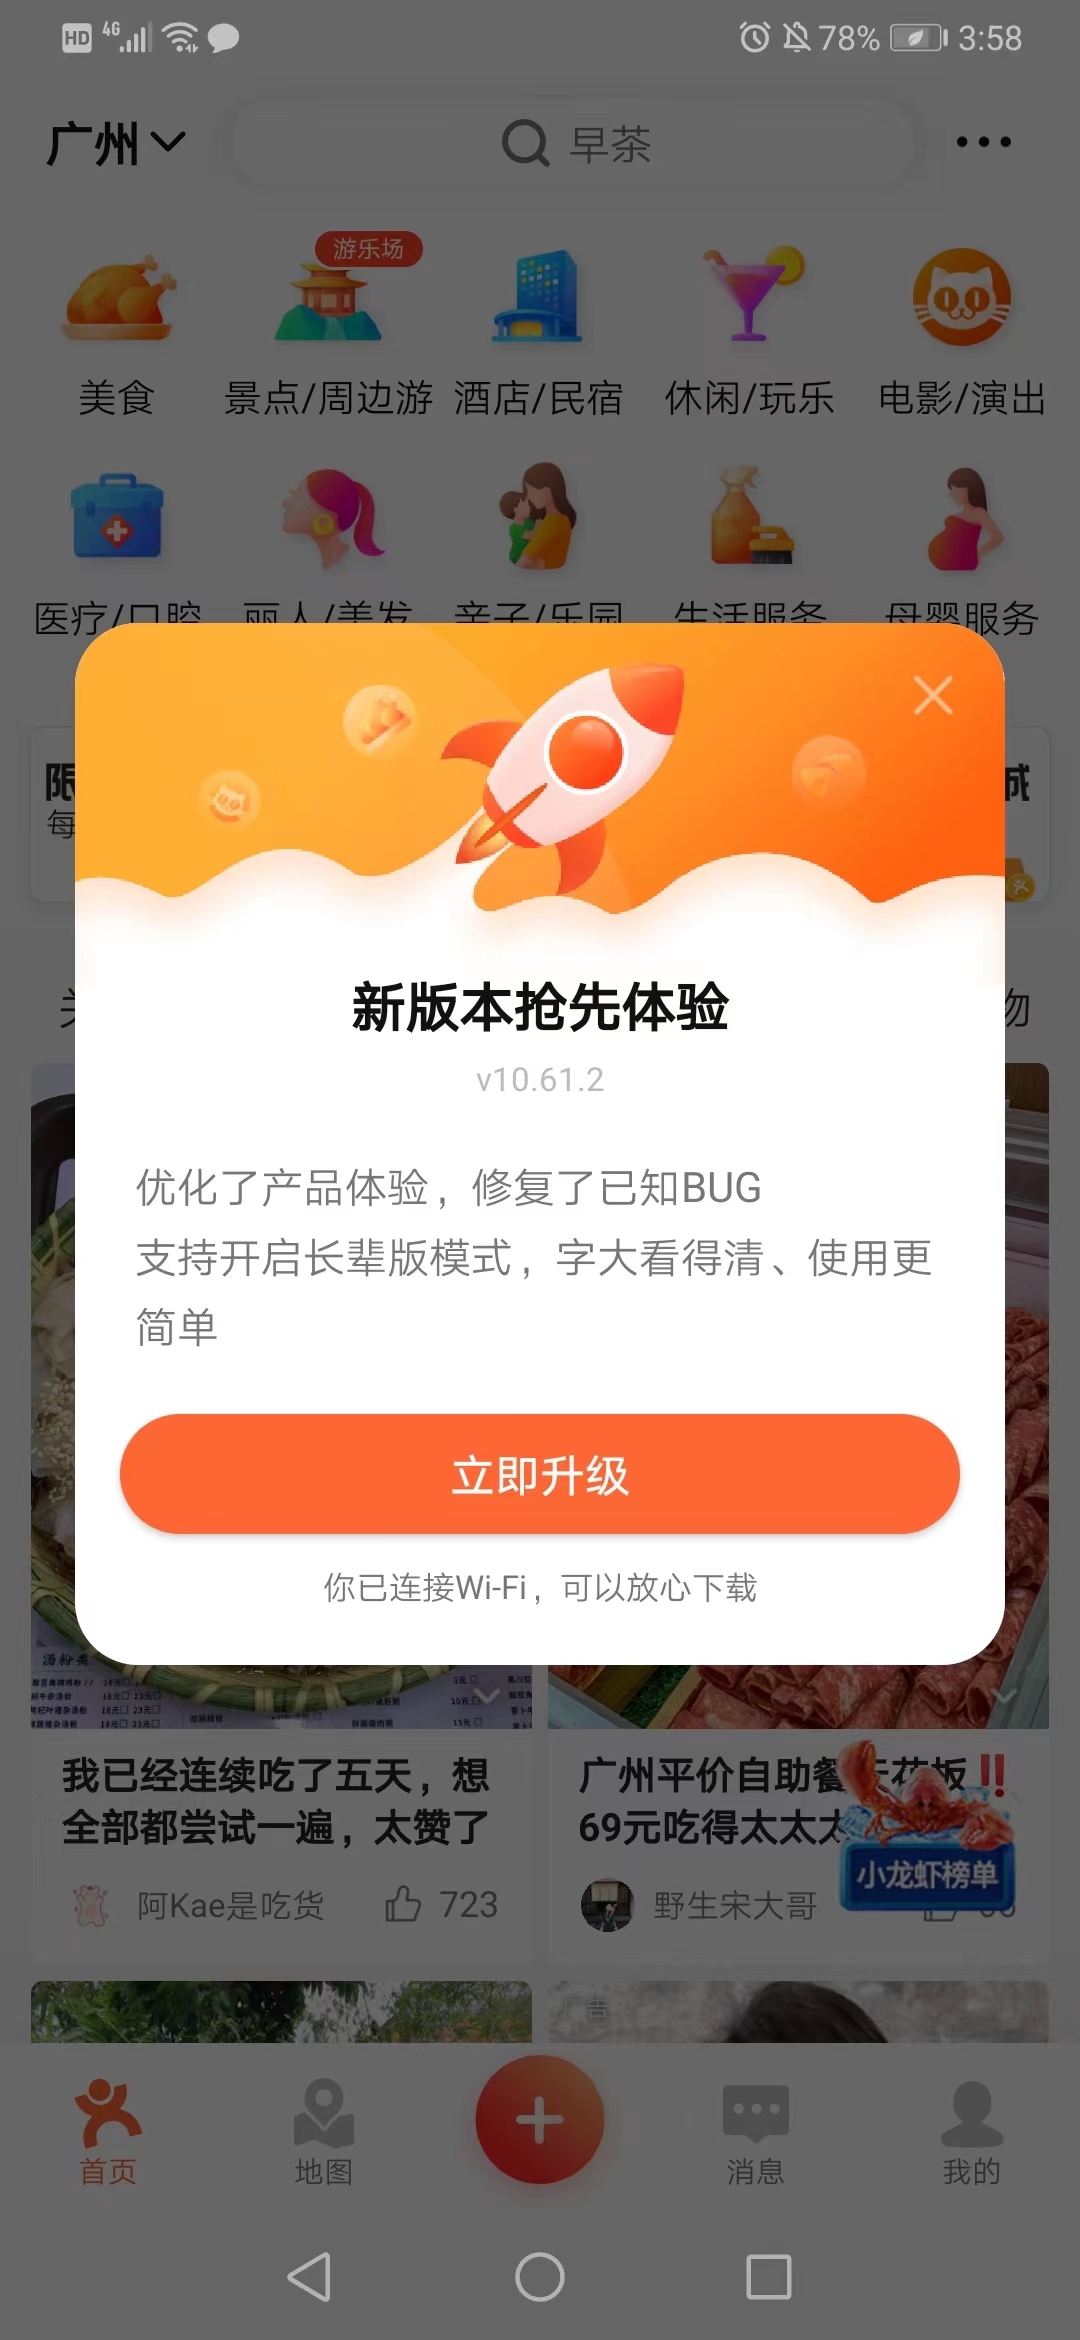 HD 4G 78% 3:58
广州 早茶
游乐场
美食 景点/周边游 酒店/民宿 休闲/玩乐 电影/演出
医疗/口腔 丽人/美发 亲子/乐园 生活服务 母婴服务
限
每
城
物
新版本抢先体验
v10.61.2
优化了产品体验，修复了已知BUG
支持开启长辈版模式，字大看得清、使用更
简单
立即升级
你已连接Wi-Fi，可以放心下载
汤粉类
我已经连续吃了五天，想
全部都尝试一遍，太赞了
阿Kae是吃货 723
广州平价自助餐天花板‼
69元吃得太太太
小龙虾榜单
野生宋大哥
广告
首页 地图 消息 我的